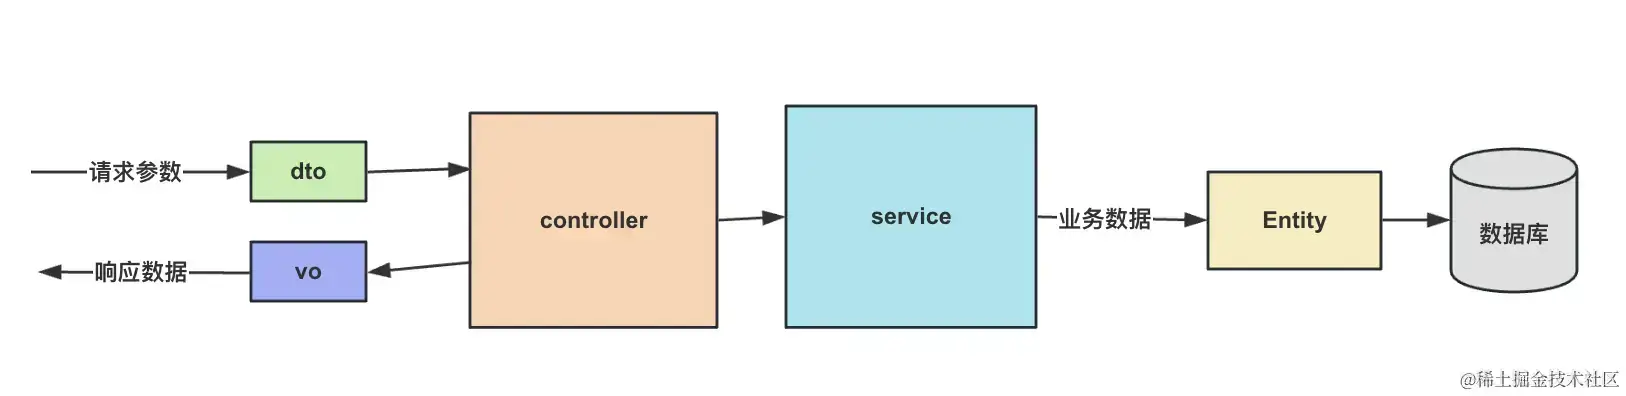 请求参数
dto
controller
service
业务数据
Entity
数据库
响应数据
vo
@稀土掘金技术社区